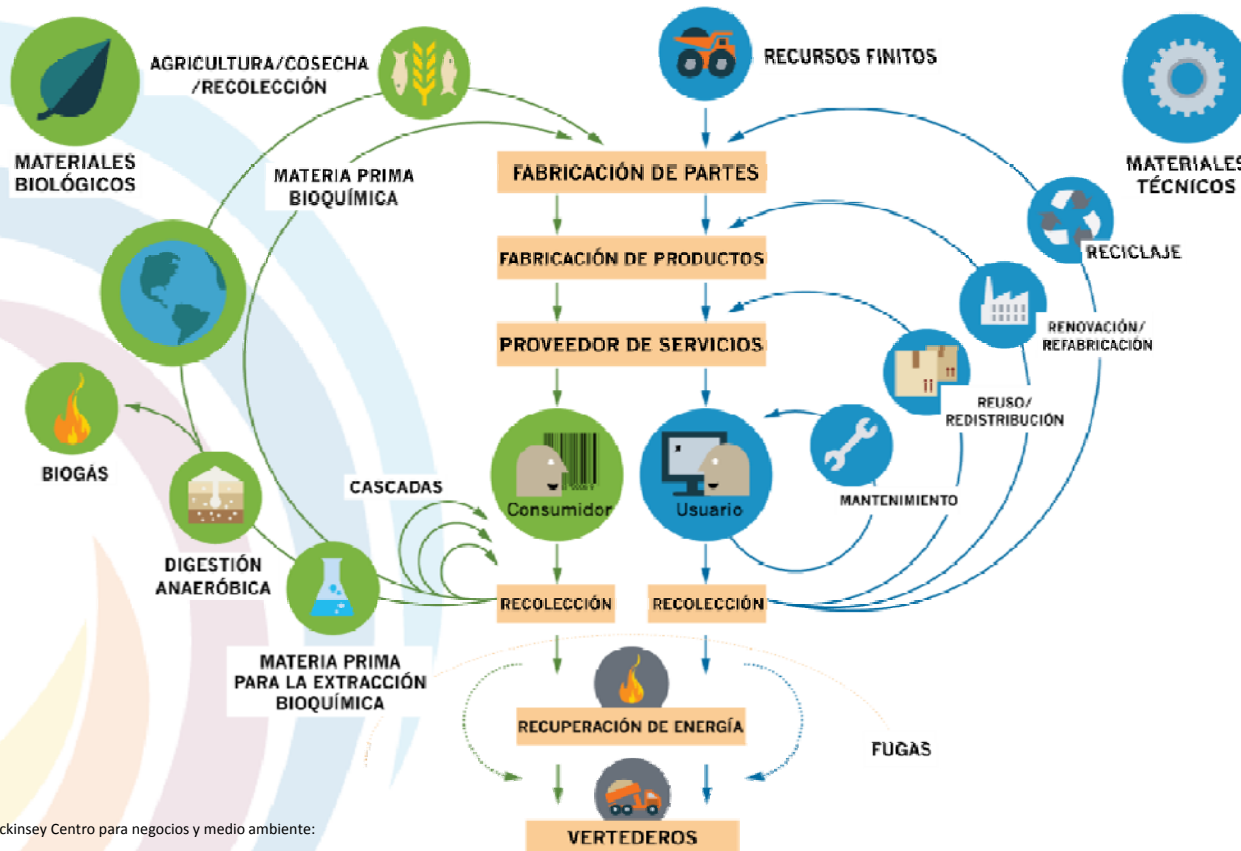 AGRICULTURA/COSECHA
/RECOLECCIÓN
RECURSOS FINITOS
MATERIALES
BIOLÓGICOS
MATERIALES
TÉCNICOS
MATERIA PRIMA
BIOQUÍMICA
FABRICACIÓN DE PARTES
RECICLAJE
FABRICACIÓN DE PRODUCTOS
RENOVACIÓN/
REFABRICACIÓN
PROVEEDOR DE SERVICIOS
REUSO/
REDISTRIBUCIÓN
BIOGÁS
CASCADAS
Consumidor
Usuario
MANTENIMIENTO
DIGESTIÓN
ANAERÓBICA
RECOLECCIÓN
RECOLECCIÓN
MATERIA PRIMA
PARA LA EXTRACCIÓN
BIOQUÍMICA
RECUPERACIÓN DE ENERGÍA
FUGAS
VERTEDEROS
ckinsey Centro para negocios y medio ambiente: